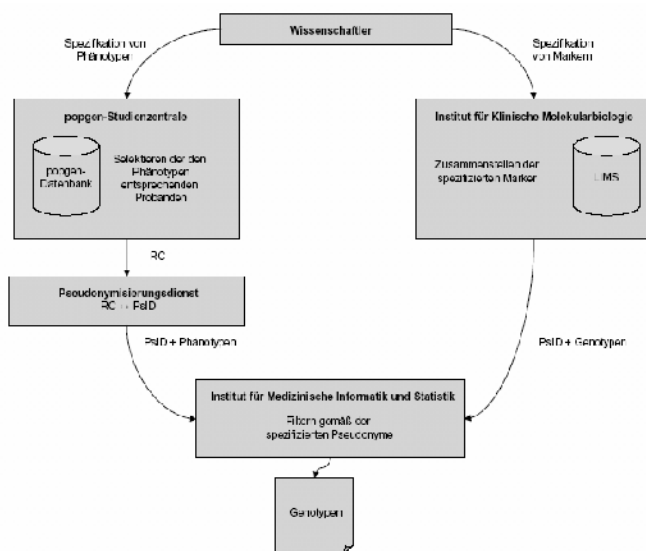 Wissenschaftler
Spezifikation von
Phänotypen
Spezifikation
von Markern
popgen-Studienzentrale
popgen-
Datenbank
Selektieren der den
Phänotypen
entsprechenden
Probanden
Institut für Klinische Molekularbiologie
Zusammenstellen der
spezifizierten Marker
LIMS
RC
Pseudonymisierungsdienst
RC PsID
PsID + Phänotypen
PsID + Genotypen
Institut für Medizinische Informatik und Statistik
Filtern gemäß der
spezifizierten Pseudonyme
Genotypen